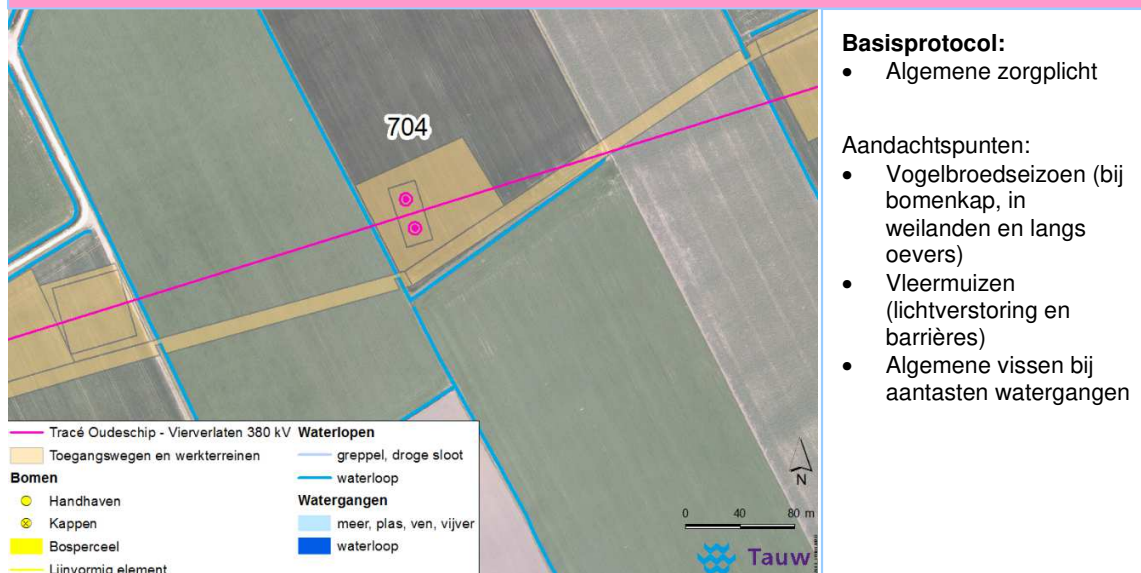 704
Tracé Oudeschip - Vierverlaten 380 kV
Toegangswegen en werkterreinen
Bomen
Handhaven
Kappen
Bosperceel
Lijnvormig element
Waterlopen
greppel, droge sloot
waterloop
Watergangen
meer, plas, ven, vijver
waterloop
N
0 40 80 m
Tauw
Basisprotocol:
• Algemene zorgplicht
Aandachtspunten:
• Vogelbroedseizoen (bij
bomenkap, in
weilanden en langs
oevers)
• Vleermuizen
(lichtverstoring en
barrières)
• Algemene vissen bij
aantasten watergangen